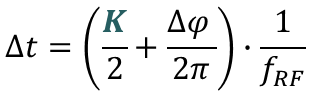 Δt = (K/2 + Δφ/2π) · 1/f_RF